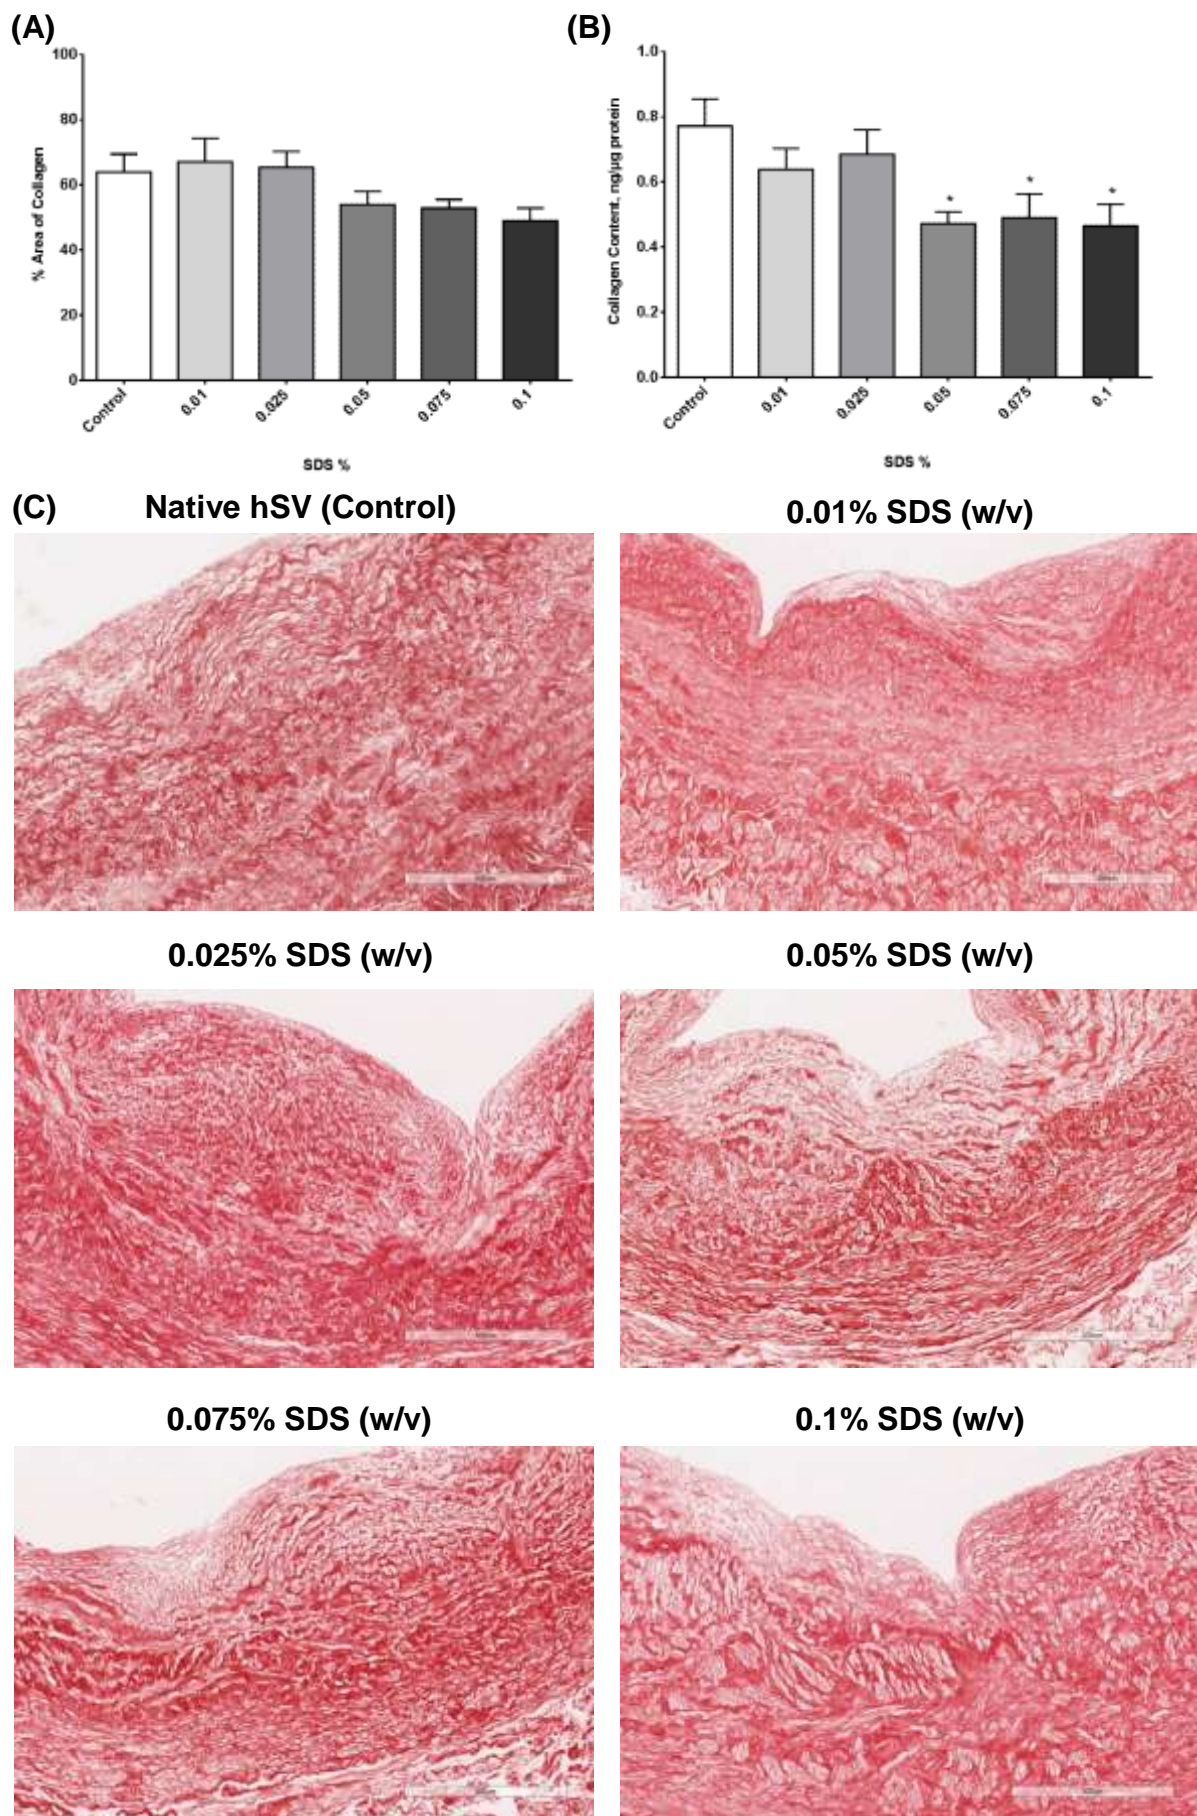 (A)
% Area of Collagen
100
80
60
40
20
0
Control
0.01
0.025
0.05
0.075
0.1
SDS %
(B)
Collagen Content, ng/µg protein
1.0
0.8
0.6
0.4
0.2
0.0
*
*
*
Control
0.01
0.025
0.05
0.075
0.1
SDS %
(C)
Native hSV (Control)
0.01% SDS (w/v)
0.025% SDS (w/v)
0.05% SDS (w/v)
0.075% SDS (w/v)
0.1% SDS (w/v)